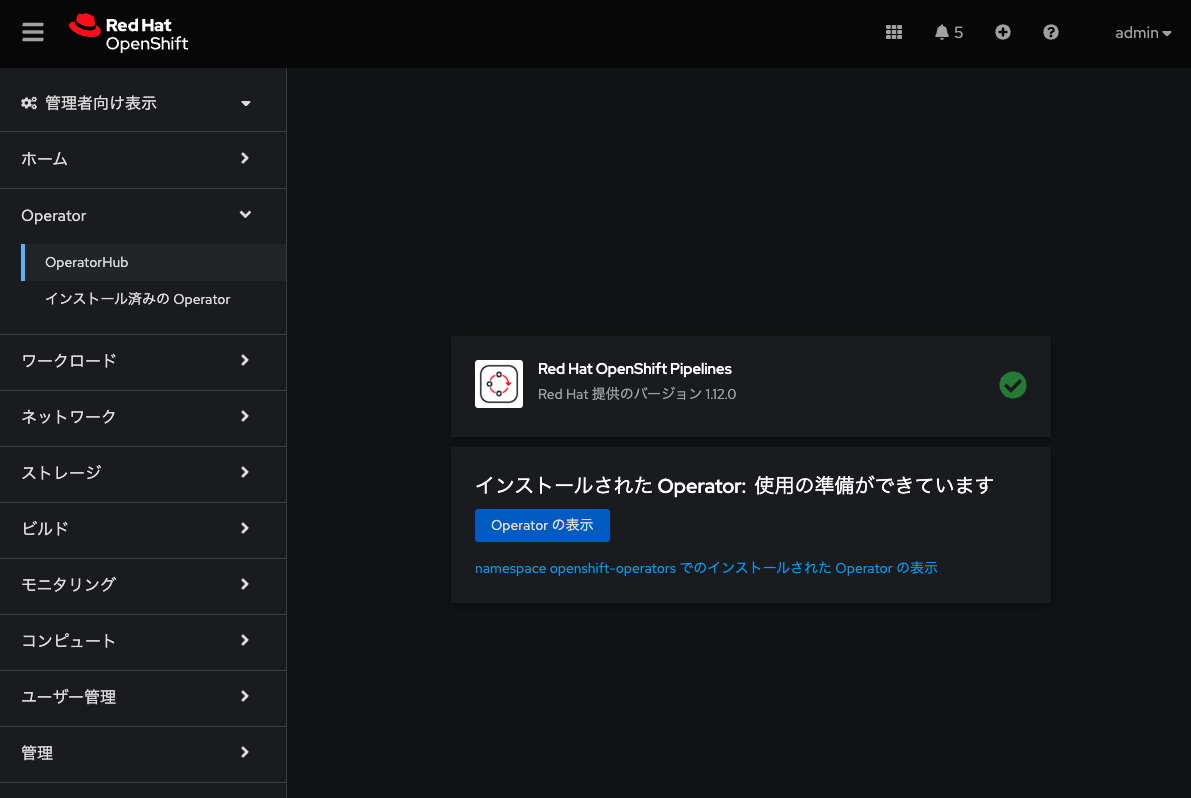 Red Hat
OpenShift
5
admin
管理者向け表示
ホーム
Operator
OperatorHub
インストール済みの Operator
ワークロード
ネットワーク
ストレージ
ビルド
モニタリング
コンピュート
ユーザー管理
管理
Red Hat OpenShift Pipelines
Red Hat 提供のバージョン 1.12.0
インストールされた Operator: 使用の準備ができています
Operator の表示
namespace openshift-operators でのインストールされた Operator の表示